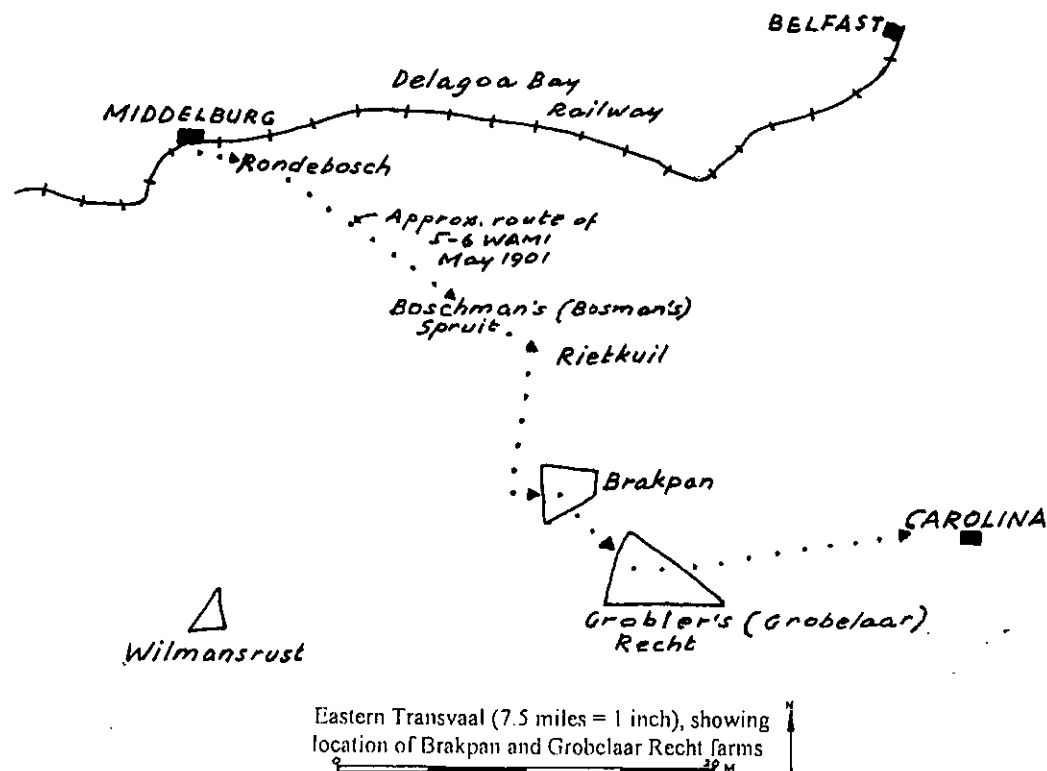 BELFAST
Delagoa Bay
Railway
MIDDELBURG
Rondebosch
Approx. route of
5-6 WAMI
May 1901
Boschman's (Bosman's)
Spruit
Rietkuil
Brakpan
CAROLINA
Grobler's (Grobelaar)
Recht
Wilmansrust
Eastern Transvaal (7.5 miles = 1 inch), showing
location of Brakpan and Grobelaar Recht farms
N
0 20 M